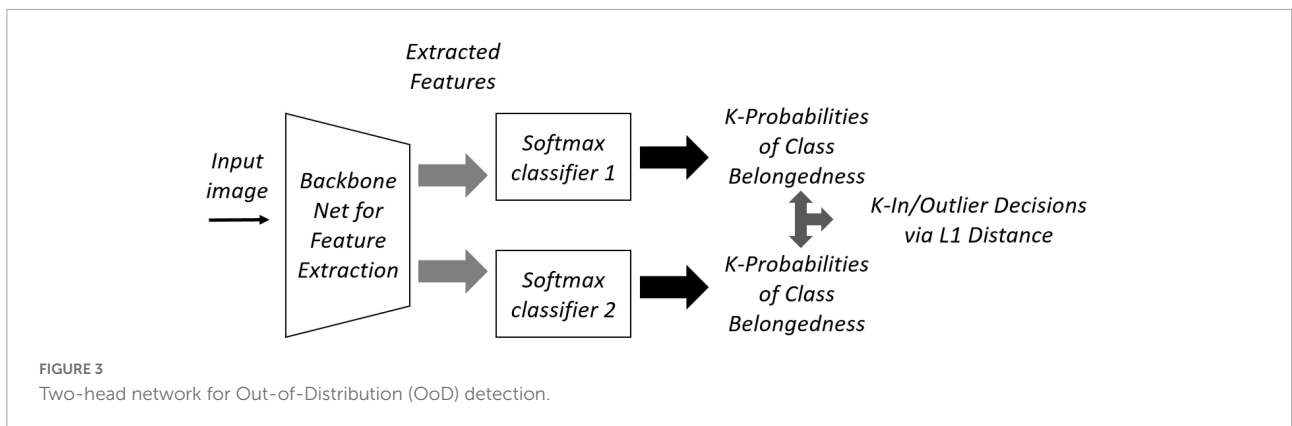 Extracted
Features
Input
image
Backbone
Net for
Feature
Extraction
Softmax
classifier 1
Softmax
classifier 2
K-Probabilities
of Class
Belongedness
K-In/Outlier Decisions
via L1 Distance
K-Probabilities
of Class
Belongedness
FIGURE 3
Two-head network for Out-of-Distribution (OoD) detection.